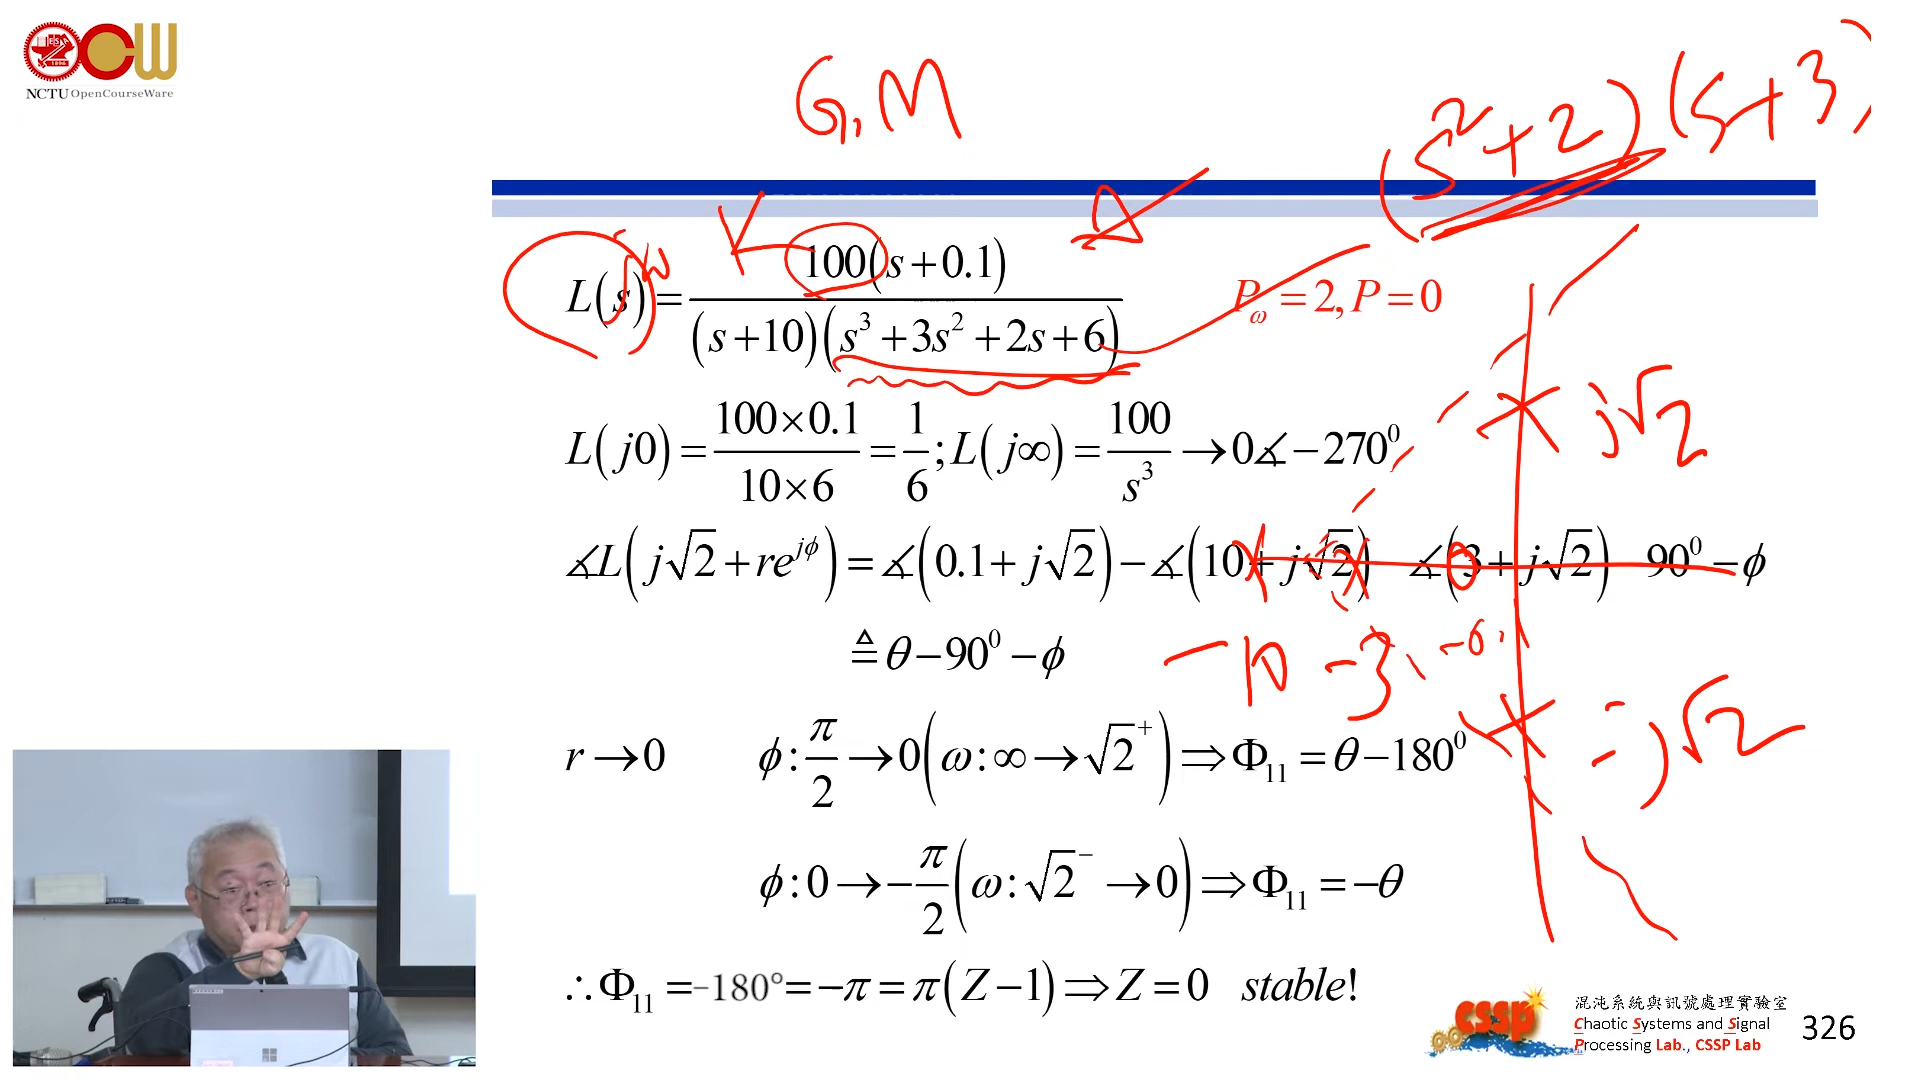 NCTU OpenCourseWare
G.M
(s²+2)(s+3)
K
jω
L(s) = 100(s+0.1) / (s+10)(s³+3s²+2s+6)
P_ω = 2, P = 0
L(j0) = 100×0.1 / 10×6 = 1/6; L(j∞) = 100/s³ → 0∡−270⁰
j√2
∡L(j√2+re^{jϕ}) = ∡(0.1+j√2) − ∡(10+j√2) − ∡(3+j√2) − 90⁰ − ϕ
≜ θ − 90⁰ − ϕ
−10 −3 −0.1
−j√2
r → 0 ϕ: π/2 → 0 (ω: ∞ → √2⁺) ⇒ Φ₁₁ = θ − 180⁰
ϕ: 0 → −π/2 (ω: √2⁻ → 0) ⇒ Φ₁₁ = −θ
∴ Φ₁₁ = −180° = −π = π(Z−1) ⇒ Z = 0 stable!
cssp
混沌系統與訊號處理實驗室
Chaotic Systems and Signal
Processing Lab., CSSP Lab
326